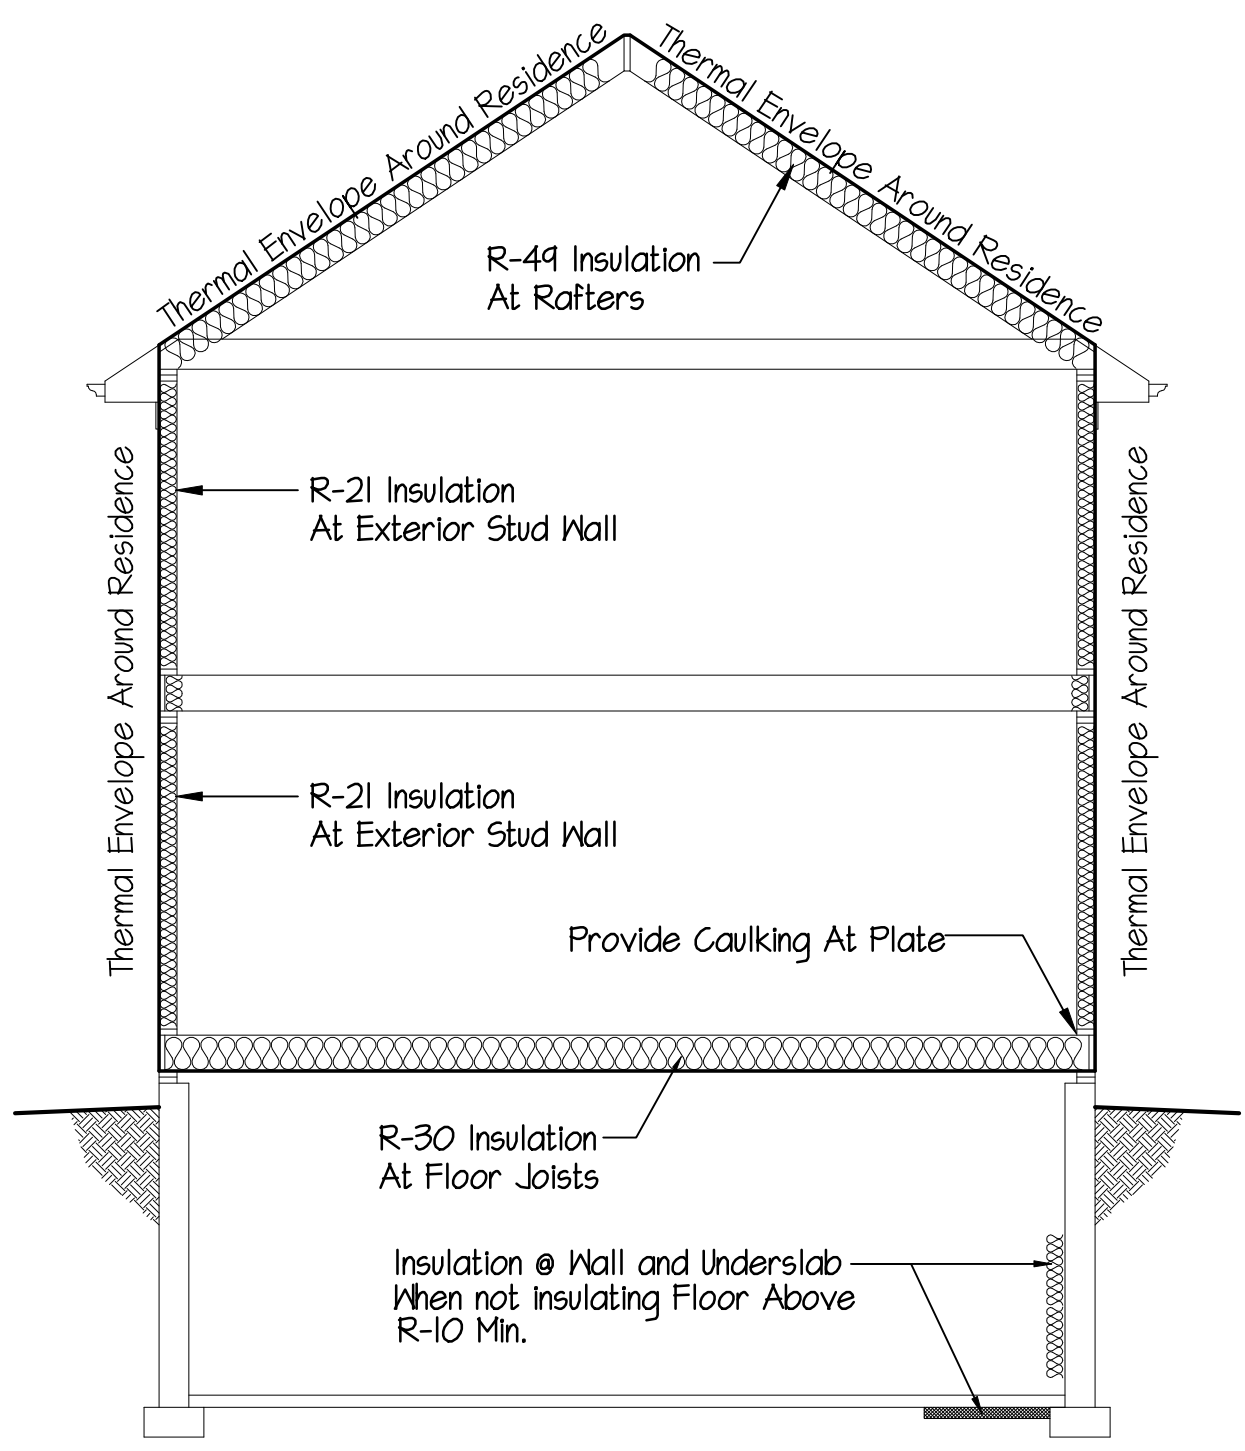 Thermal Envelope Around Residence
Thermal Envelope Around Residence
R-49 Insulation
At Rafters
Thermal Envelope Around Residence
Thermal Envelope Around Residence
R-21 Insulation
At Exterior Stud Wall
R-21 Insulation
At Exterior Stud Wall
Provide Caulking At Plate
R-30 Insulation
At Floor Joists
Insulation @ Wall and Underslab
When not insulating Floor Above
R-10 Min.